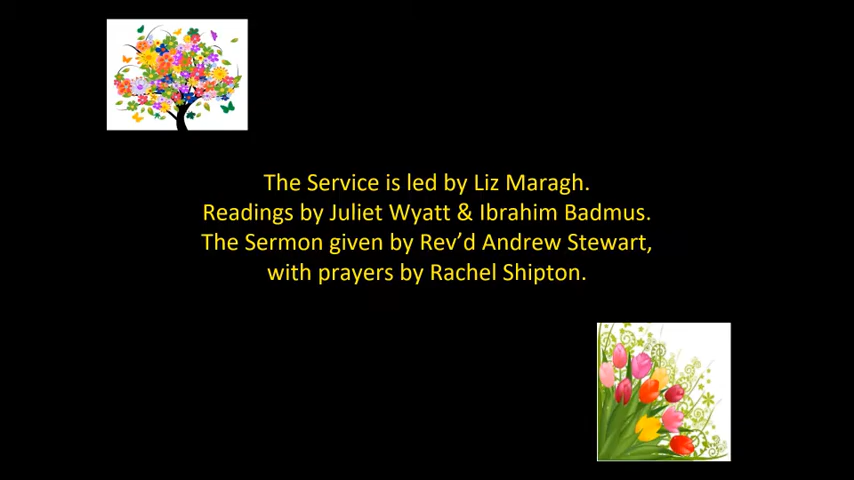 The Service is led by Liz Maragh.
Readings by Juliet Wyatt & Ibrahim Badmus.
The Sermon given by Rev’d Andrew Stewart,
with prayers by Rachel Shipton.